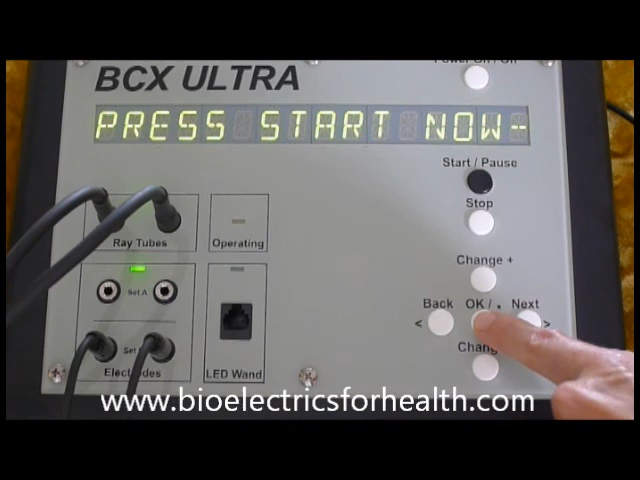 Power On / Off
BCX ULTRA
PRESS START NOW-
Start / Pause
Stop
Ray Tubes
Operating
Change +
Set A
Back OK / . Next
< >
Set
Change
Electrodes
LED Wand
www.bioelectricsforhealth.com